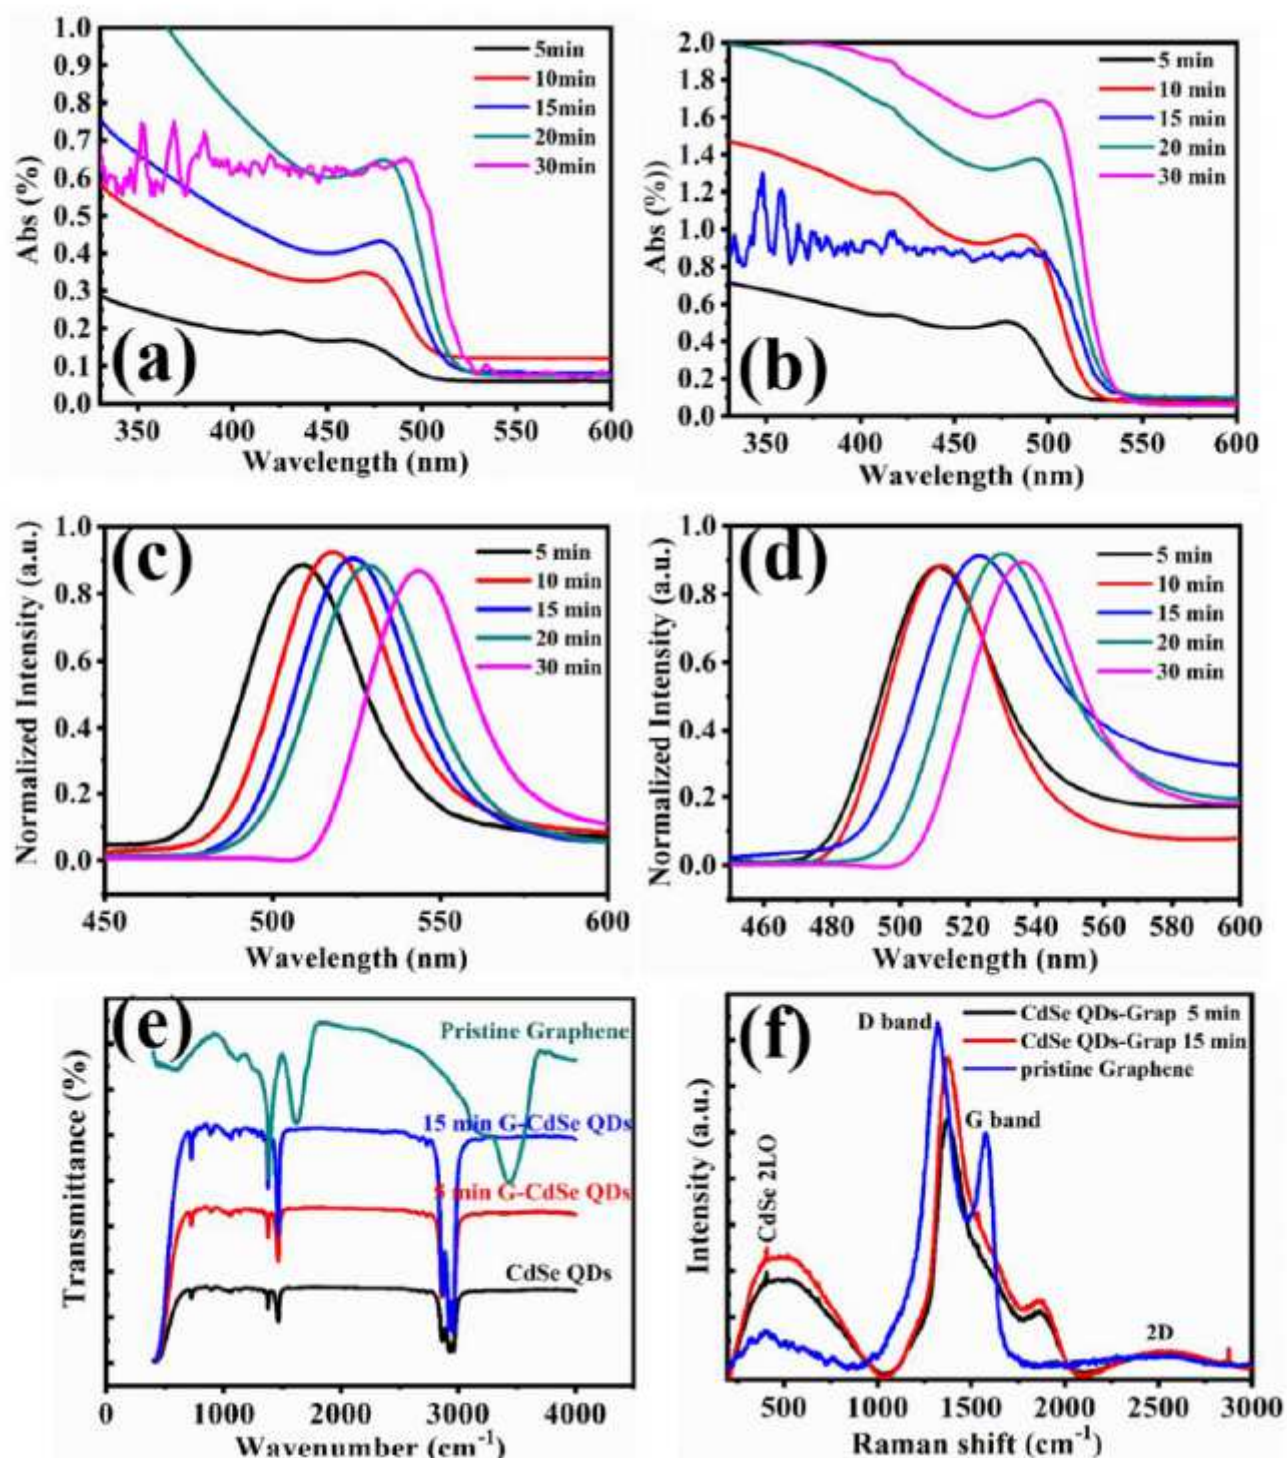 (a)
Abs (%)
1.0
0.9
0.8
0.7
0.6
0.5
0.4
0.3
0.2
0.1
0.0
5min
10min
15min
20min
30min
350 400 450 500 550 600
Wavelength (nm)
(b)
Abs (%))
2.0
1.8
1.6
1.4
1.2
1.0
0.8
0.6
0.4
0.2
0.0
5 min
10 min
15 min
20 min
30 min
350 400 450 500 550 600
Wavelength (nm)
(c)
Normalized Intensity (a.u.)
1.0
0.8
0.6
0.4
0.2
0.0
5 min
10 min
15 min
20 min
30 min
450 500 550 600
Wavelength (nm)
(d)
Normalized Intensity (a.u.)
1.0
0.8
0.6
0.4
0.2
0.0
5 min
10 min
15 min
20 min
30 min
460 480 500 520 540 560 580 600
Wavelength (nm)
(e)
Transmittance (%)
Pristine Graphene
15 min G-CdSe QDs
5 min G-CdSe QDs
CdSe QDs
0 1000 2000 3000 4000
Wavenumber (cm⁻¹)
(f)
Intensity (a.u.)
CdSe QDs-Grap 5 min
CdSe QDs-Grap 15 min
pristine Graphene
D band
G band
CdSe 2LO
2D
500 1000 1500 2000 2500 3000
Raman shift (cm⁻¹)